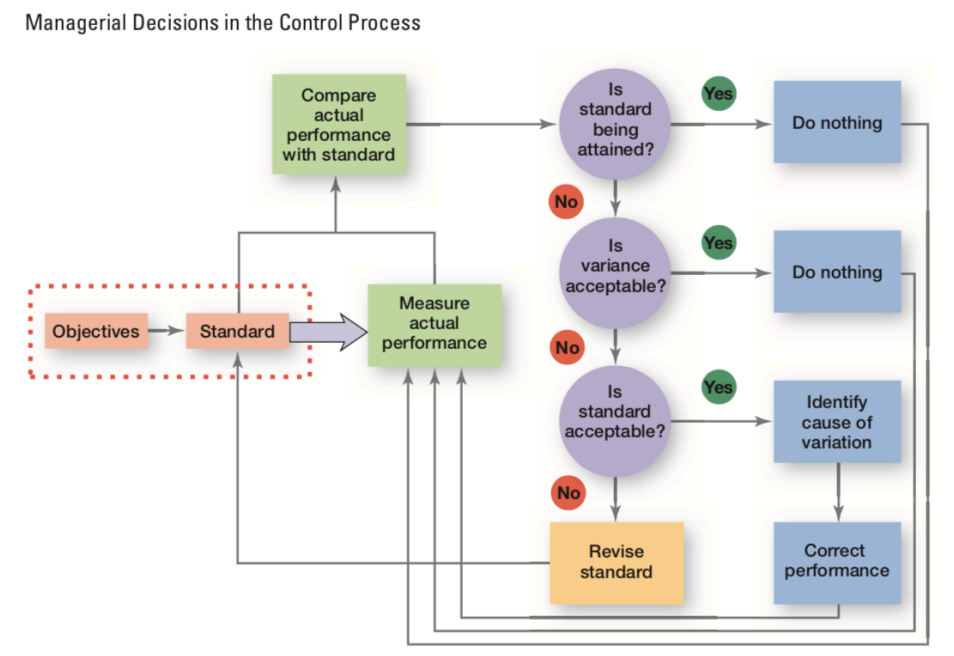 Managerial Decisions in the Control Process
Compare
actual
performance
with standard
Is
standard
being
attained?
Yes
Do nothing
No
Is
variance
acceptable?
Yes
Do nothing
Objectives
Standard
Measure
actual
performance
No
Is
standard
acceptable?
Yes
Identify
cause of
variation
No
Revise
standard
Correct
performance